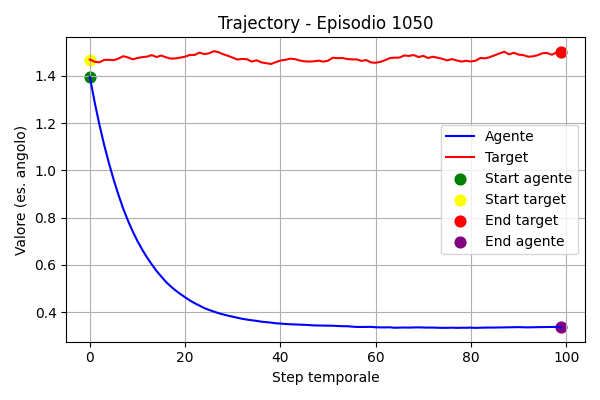 Trajectory - Episodio 1050
Valore (es. angolo)
1.4
1.2
1.0
0.8
0.6
0.4
Agente
Target
Start agente
Start target
End target
End agente
0 20 40 60 80 100
Step temporale